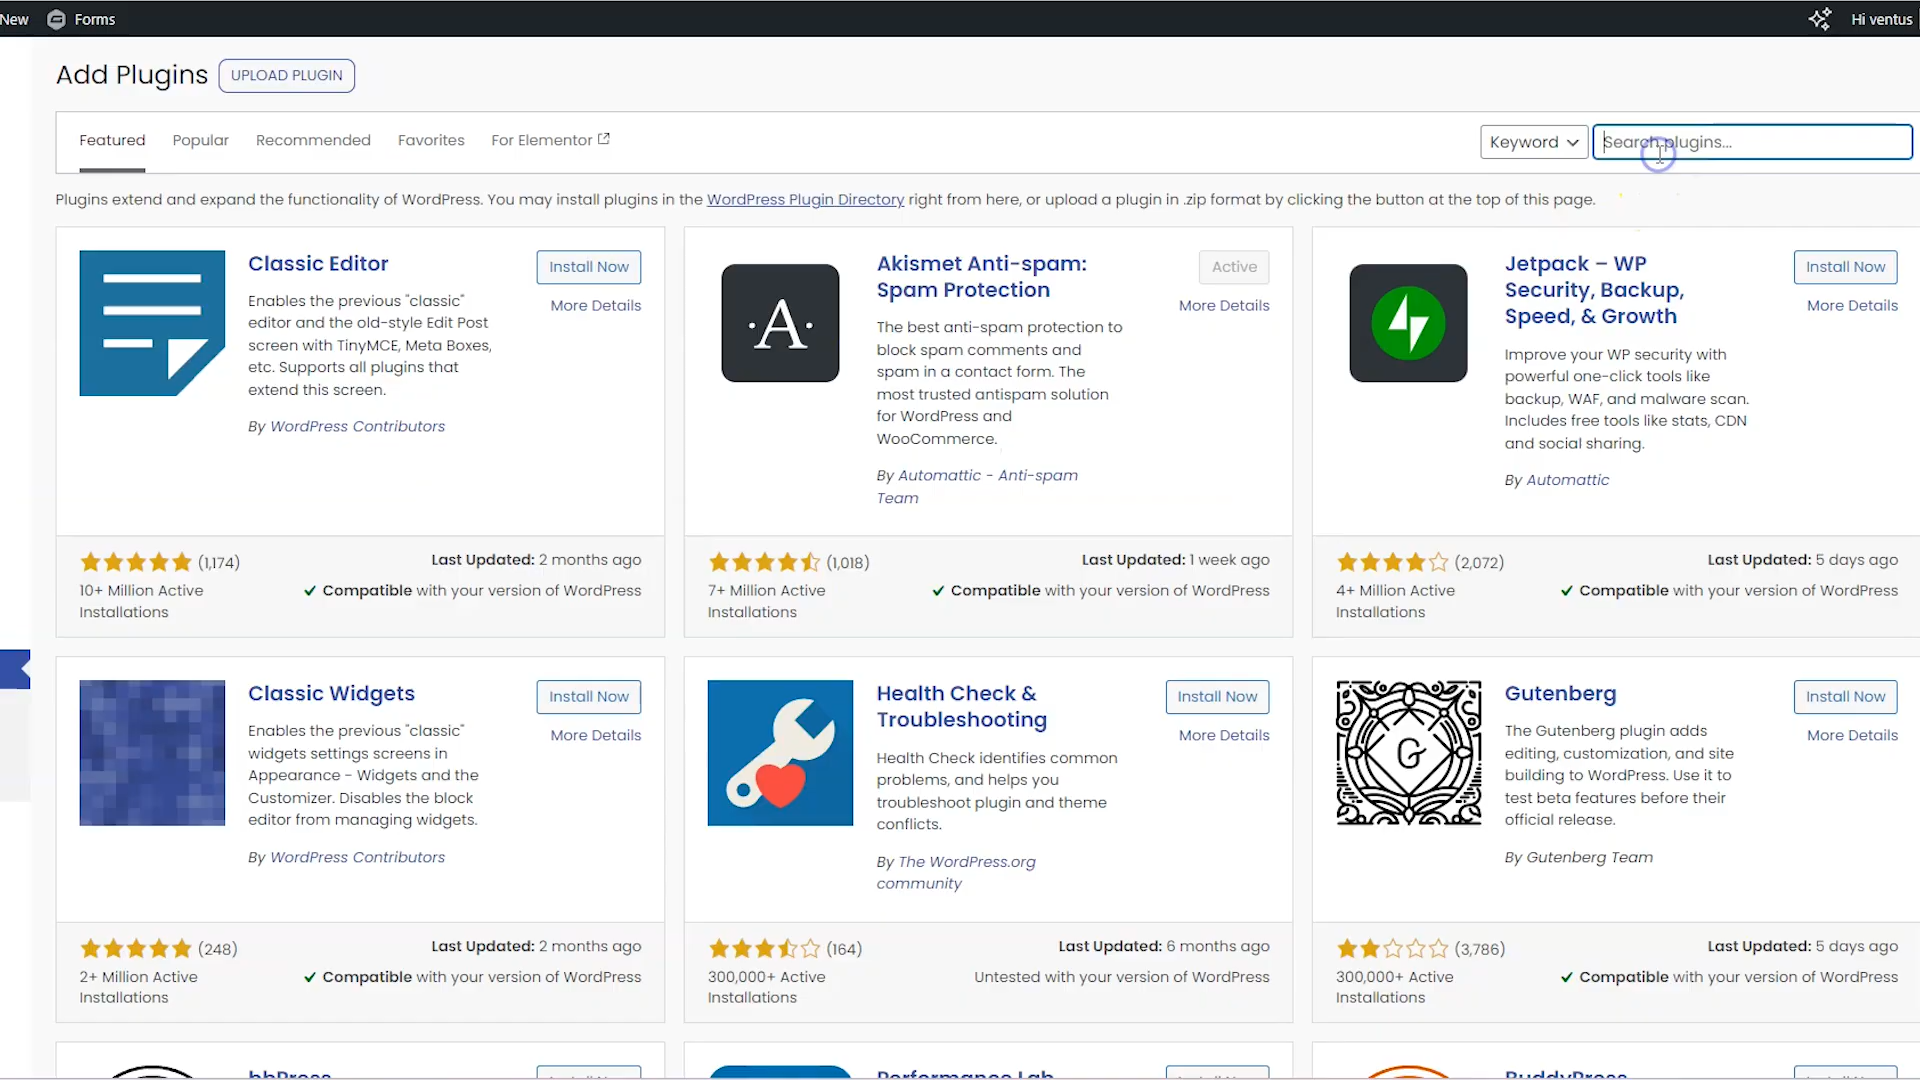 New Forms Hi ventus
Add Plugins UPLOAD PLUGIN
Featured Popular Recommended Favorites For Elementor Keyword Search plugins...
Plugins extend and expand the functionality of WordPress. You may install plugins in the WordPress Plugin Directory right from here, or upload a plugin in .zip format by clicking the button at the top of this page.
Classic Editor
Install Now
More Details
Enables the previous "classic"
editor and the old-style Edit Post
screen with TinyMCE, Meta Boxes,
etc. Supports all plugins that
extend this screen.
By WordPress Contributors
(1,174)
Last Updated: 2 months ago
10+ Million Active
Installations
Compatible with your version of WordPress
Akismet Anti-spam:
Spam Protection
Active
More Details
·A·
The best anti-spam protection to
block spam comments and
spam in a contact form. The
most trusted antispam solution
for WordPress and
WooCommerce.
By Automattic - Anti-spam
Team
(1,018)
Last Updated: 1 week ago
7+ Million Active
Installations
Compatible with your version of WordPress
Jetpack – WP
Security, Backup,
Speed, & Growth
Install Now
More Details
Improve your WP security with
powerful one-click tools like
backup, WAF, and malware scan.
Includes free tools like stats, CDN
and social sharing.
By Automattic
(2,072)
Last Updated: 5 days ago
4+ Million Active
Installations
Compatible with your version of WordPress
Classic Widgets
Install Now
More Details
Enables the previous "classic"
widgets settings screens in
Appearance - Widgets and the
Customizer. Disables the block
editor from managing widgets.
By WordPress Contributors
(248)
Last Updated: 2 months ago
2+ Million Active
Installations
Compatible with your version of WordPress
Health Check &
Troubleshooting
Install Now
More Details
Health Check identifies common
problems, and helps you
troubleshoot plugin and theme
conflicts.
By The WordPress.org
community
(164)
Last Updated: 6 months ago
300,000+ Active
Installations
Untested with your version of WordPress
Gutenberg
Install Now
More Details
G
The Gutenberg plugin adds
editing, customization, and site
building to WordPress. Use it to
test beta features before their
official release.
By Gutenberg Team
(3,786)
Last Updated: 5 days ago
300,000+ Active
Installations
Compatible with your version of WordPress
bbPress
Performance Lab
BuddyPress